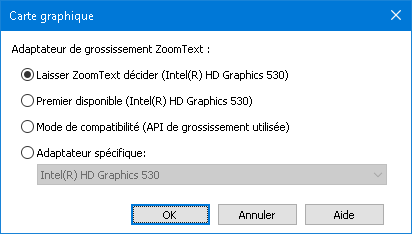 Carte graphique
Adaptateur de grossissement ZoomText :
Laisser ZoomText décider (Intel(R) HD Graphics 530)
Premier disponible (Intel(R) HD Graphics 530)
Mode de compatibilité (API de grossissement utilisée)
Adaptateur spécifique:
Intel(R) HD Graphics 530
OK
Annuler
Aide